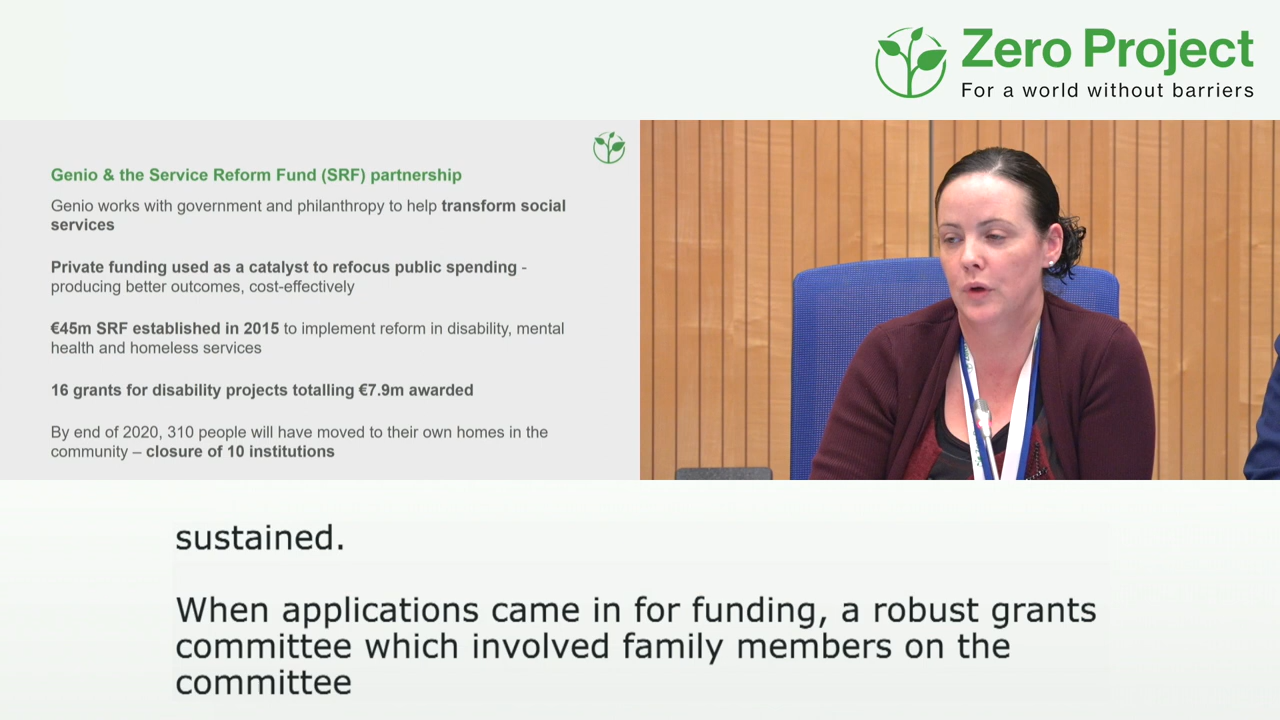 Zero Project
For a world without barriers
Genio & the Service Reform Fund (SRF) partnership
Genio works with government and philanthropy to help transform social
services
Private funding used as a catalyst to refocus public spending -
producing better outcomes, cost-effectively
€45m SRF established in 2015 to implement reform in disability, mental
health and homeless services
16 grants for disability projects totalling €7.9m awarded
By end of 2020, 310 people will have moved to their own homes in the
community – closure of 10 institutions
sustained.
When applications came in for funding, a robust grants
committee which involved family members on the
committee